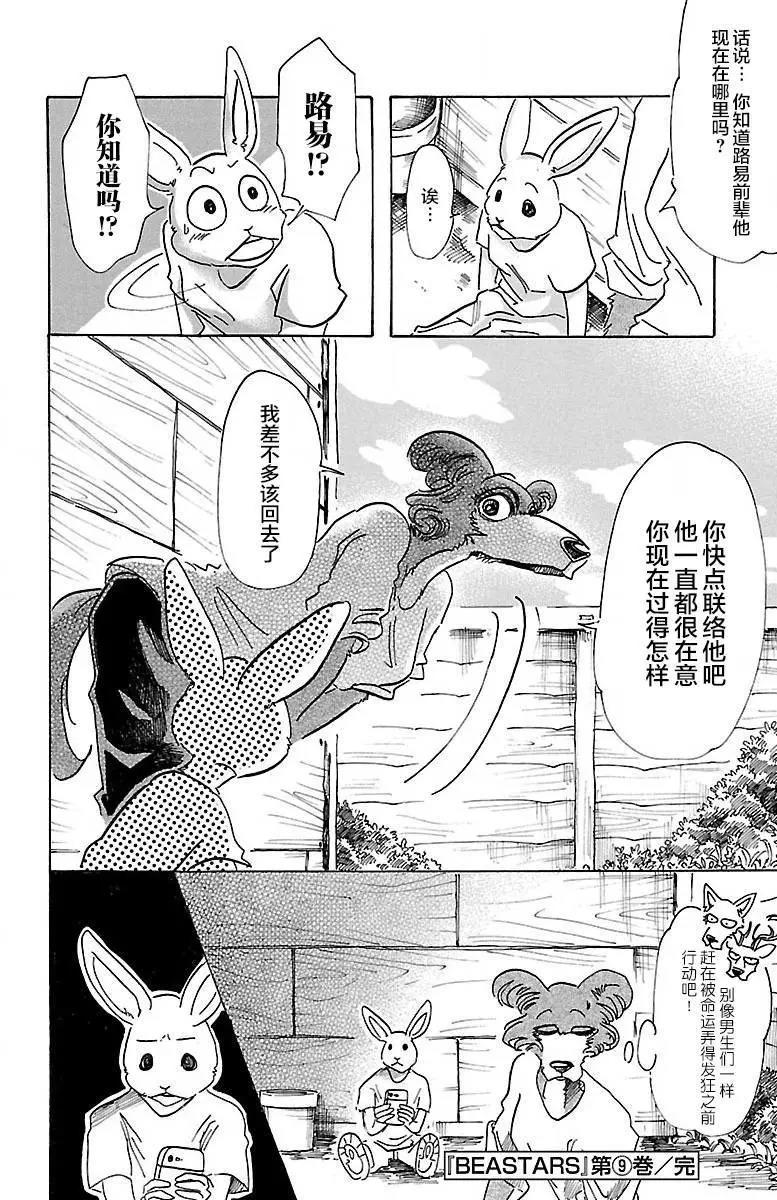 话说… 你知道路易前辈他
现在在哪里吗？
诶…
路易!?
你知道吗!?
我差不多该回去了
你快点联络他吧
他一直都很在意
你现在过得怎样
别像男生们一样
赶在被命运弄得发狂之前
行动吧！
『BEASTARS』第⑨巻／完